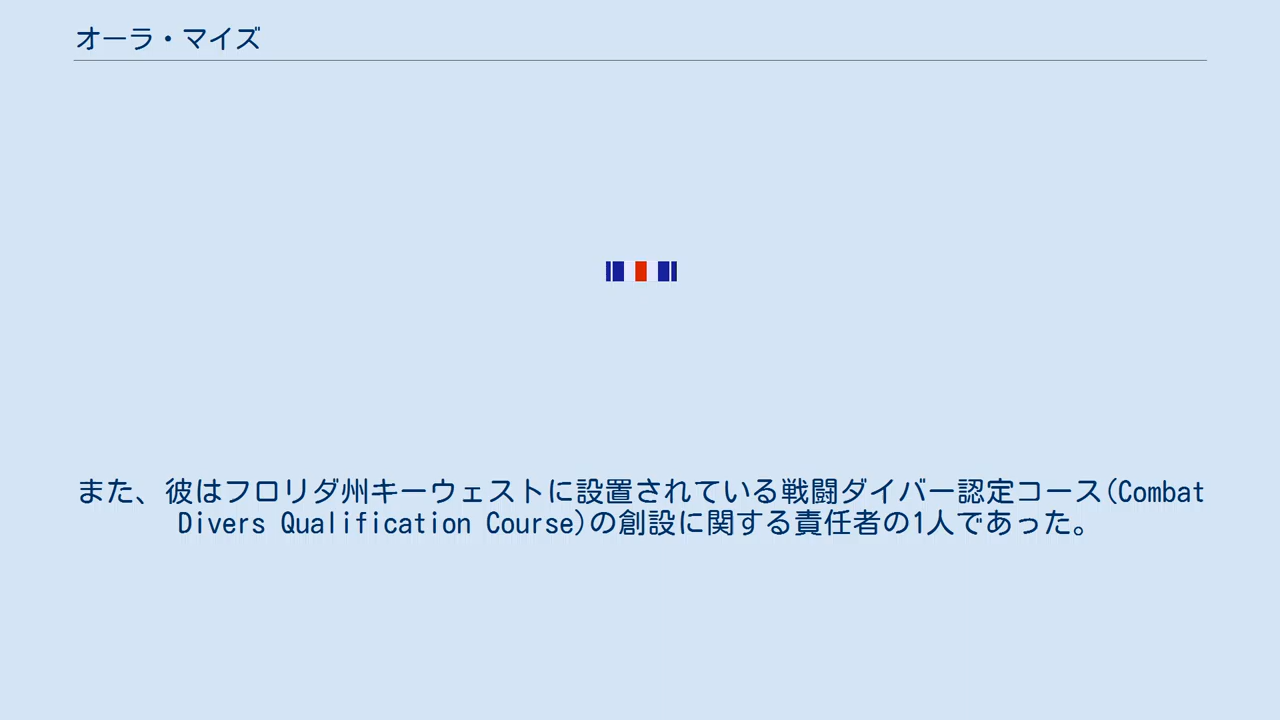 オーラ・マイズ
また、彼はフロリダ州キーウェストに設置されている戦闘ダイバー認定コース(Combat
Divers Qualification Course)の創設に関する責任者の1人であった。